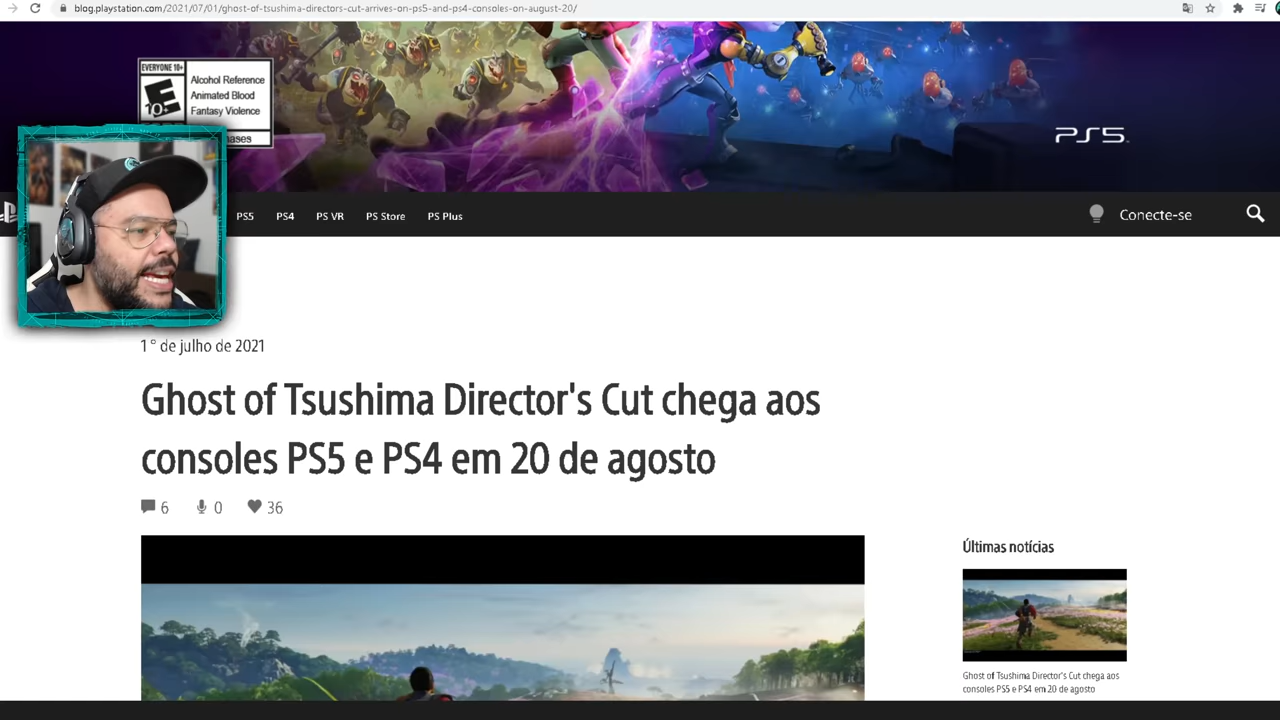 blog.playstation.com/2021/07/01/ghost-of-tsushima-directors-cut-arrives-on-ps5-and-ps4-consoles-on-august-20/
EVERYONE 10+
E
10+
Alcohol Reference
Animated Blood
Fantasy Violence
PS5
PS5 PS4 PS VR PS Store PS Plus Conecte-se
1º de julho de 2021
Ghost of Tsushima Director's Cut chega aos
consoles PS5 e PS4 em 20 de agosto
6 0 36
Últimas notícias
Ghost of Tsushima Director's Cut chega aos
consoles PS5 e PS4 em 20 de agosto